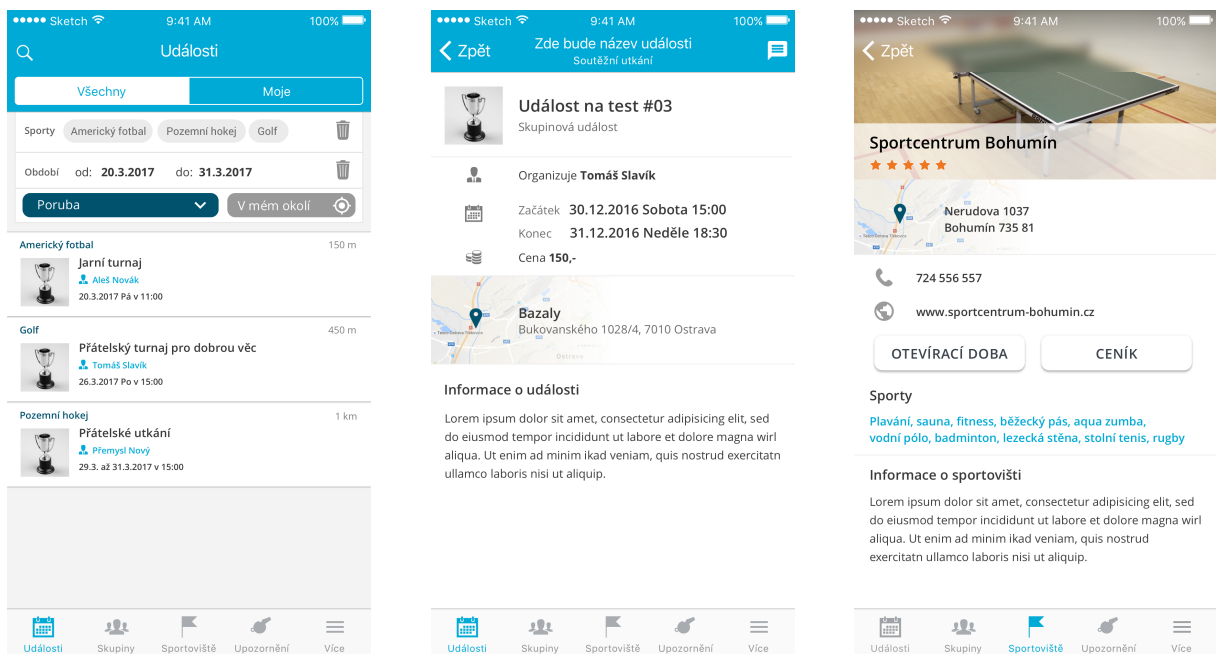 Sketch 9:41 AM 100%
Události
Všechny Moje
Sporty Americký fotbal Pozemní hokej Golf
Období od: 20.3.2017 do: 31.3.2017
Poruba V mém okolí
Americký fotbal 150 m
Jarní turnaj
Aleš Novák
20.3.2017 Pá v 11:00
Golf 450 m
Přátelský turnaj pro dobrou věc
Tomáš Slavík
26.3.2017 Po v 15:00
Pozemní hokej 1 km
Přátelské utkání
Přemysl Nový
29.3. až 31.3.2017 v 15:00
Události Skupiny Sportoviště Upozornění Více
Sketch 9:41 AM 100%
Zpět
Zde bude název události
Soutěžní utkání
Událost na test #03
Skupinová událost
Organizuje Tomáš Slavík
Začátek 30.12.2016 Sobota 15:00
Konec 31.12.2016 Neděle 18:30
Cena 150,-
Bazaly
Bukovanského 1028/4, 7010 Ostrava
Ostrava
Informace o události
Lorem ipsum dolor sit amet, consectetur adipisicing elit, sed
do eiusmod tempor incididunt ut labore et dolore magna wirl
aliqua. Ut enim ad minim ikad veniam, quis nostrud exercitatn
ullamco laboris nisi ut aliquip.
Události Skupiny Sportoviště Upozornění Více
Sketch 9:41 AM 100%
Zpět
Sportcentrum Bohumín
Nerudova 1037
Bohumín 735 81
724 556 557
www.sportcentrum-bohumin.cz
OTEVÍRACÍ DOBA CENÍK
Sporty
Plavání, sauna, fitness, běžecký pás, aqua zumba,
vodní pólo, badminton, lezecká stěna, stolní tenis, rugby
Informace o sportovišti
Lorem ipsum dolor sit amet, consectetur adipisicing elit, sed
do eiusmod tempor incididunt ut labore et dolore magna wirl
aliqua. Ut enim ad minim ikad veniam, quis nostrud
exercitatn ullamco laboris nisi ut aliquip.
Události Skupiny Sportoviště Upozornění Více